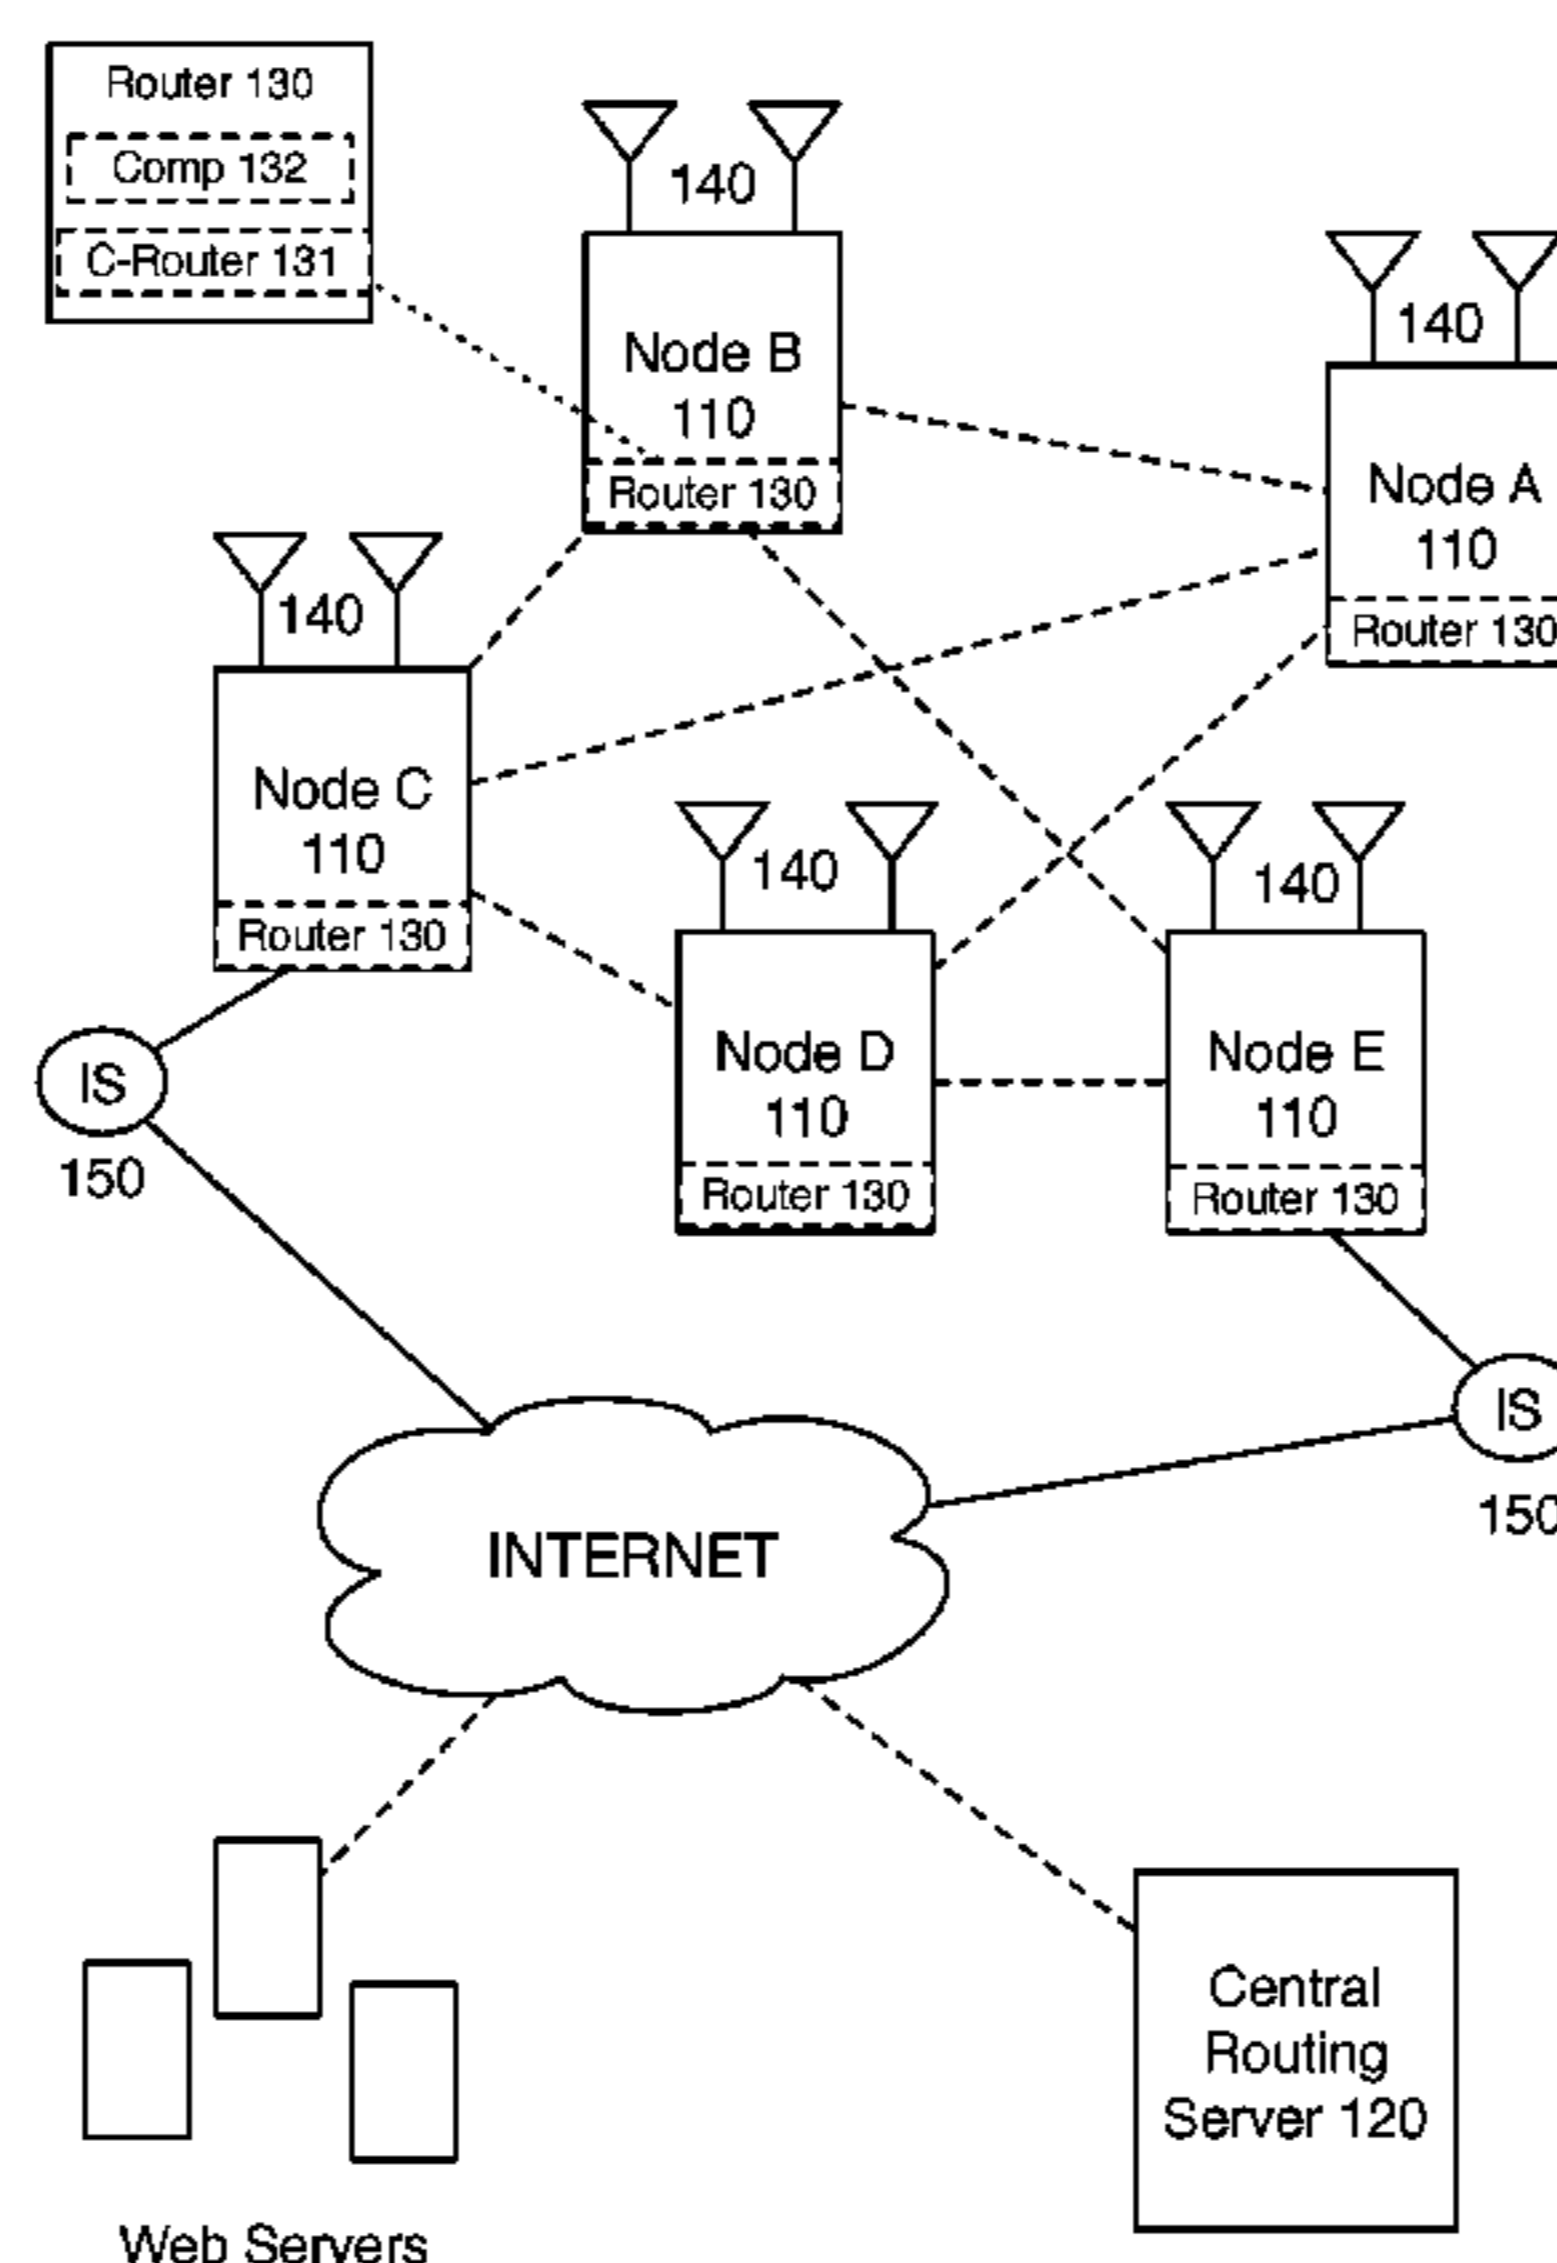 Router 130
Comp 132
C-Router 131
140
Node B
110
Router 130
140
Node A
110
Router 130
140
Node C
110
Router 130
140
Node D
110
Router 130
140
Node E
110
Router 130
IS
150
IS
150
INTERNET
Central
Routing
Server 120
Web Servers